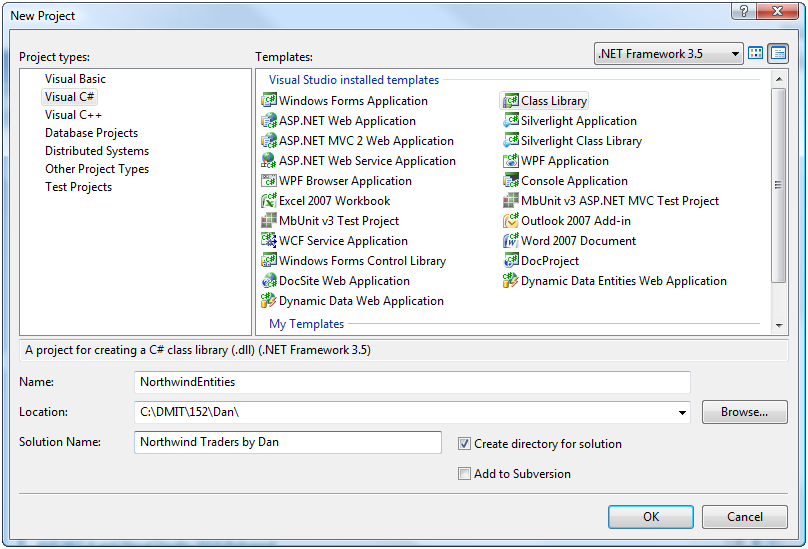 New Project
Project types:
Templates:
.NET Framework 3.5
Visual Basic
Visual C#
Visual C++
Database Projects
Distributed Systems
Other Project Types
Test Projects
Visual Studio installed templates
Windows Forms Application
Class Library
ASP.NET Web Application
Silverlight Application
ASP.NET MVC 2 Web Application
Silverlight Class Library
ASP.NET Web Service Application
WPF Application
WPF Browser Application
Console Application
Excel 2007 Workbook
MbUnit v3 ASP.NET MVC Test Project
MbUnit v3 Test Project
Outlook 2007 Add-in
WCF Service Application
Word 2007 Document
Windows Forms Control Library
DocProject
DocSite Web Application
Dynamic Data Entities Web Application
Dynamic Data Web Application
My Templates
A project for creating a C# class library (.dll) (.NET Framework 3.5)
Name:
NorthwindEntities
Location:
C:\DMIT\152\Dan\
Browse...
Solution Name:
Northwind Traders by Dan
Create directory for solution
Add to Subversion
OK
Cancel